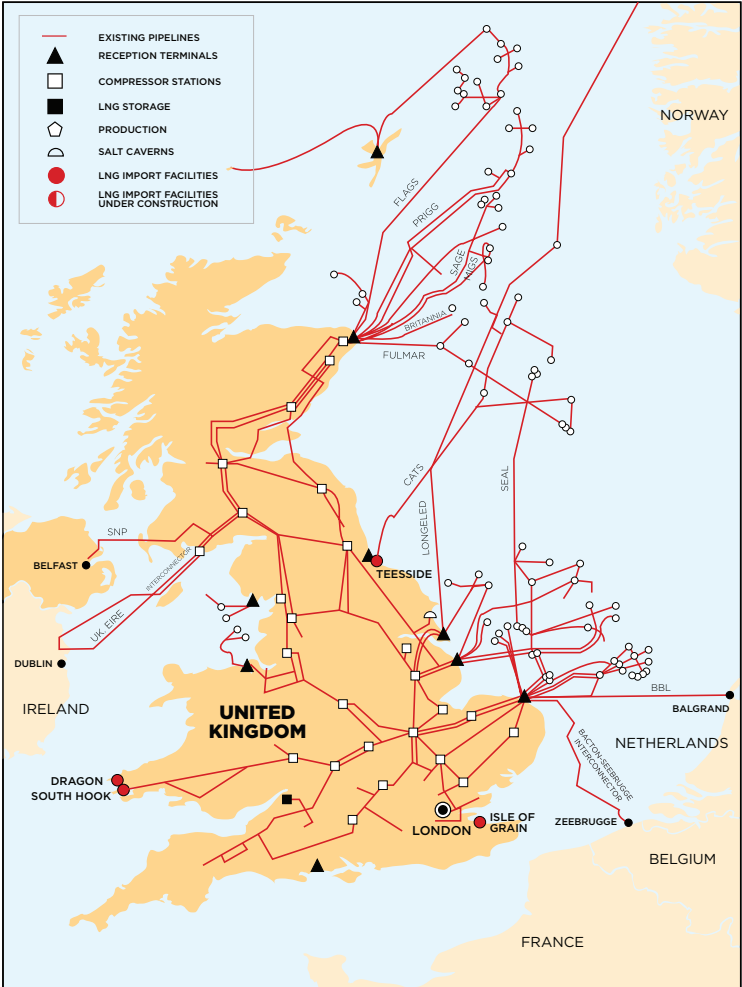 EXISTING PIPELINES
RECEPTION TERMINALS
COMPRESSOR STATIONS
LNG STORAGE
PRODUCTION
SALT CAVERNS
LNG IMPORT FACILITIES
LNG IMPORT FACILITIES
UNDER CONSTRUCTION
NORWAY
FLAGS
PRIGG
SAGE
MIGS
BRITANNIA
FULMAR
CATS
SEAL
LONGELED
SNP
BELFAST
INTERCONNECTOR
UK, EIRE
TEESSIDE
DUBLIN
IRELAND
UNITED
KINGDOM
BBL
BALGRAND
NETHERLANDS
BACTON-SEEBRUGGE
INTERCONNECTOR
DRAGON
SOUTH HOOK
LONDON
ISLE OF
GRAIN
ZEEBRUGGE
BELGIUM
FRANCE